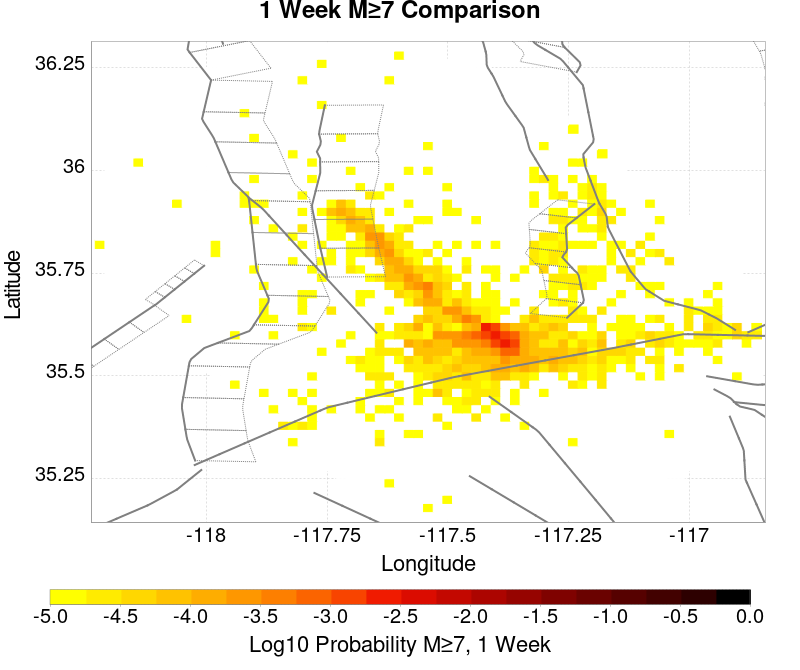 1 Week M≥7 Comparison
36.25
36
35.75
35.5
35.25
Latitude
-118 -117.75 -117.5 -117.25 -117
Longitude
-5.0 -4.5 -4.0 -3.5 -3.0 -2.5 -2.0 -1.5 -1.0 -0.5 0.0
Log10 Probability M≥7, 1 Week